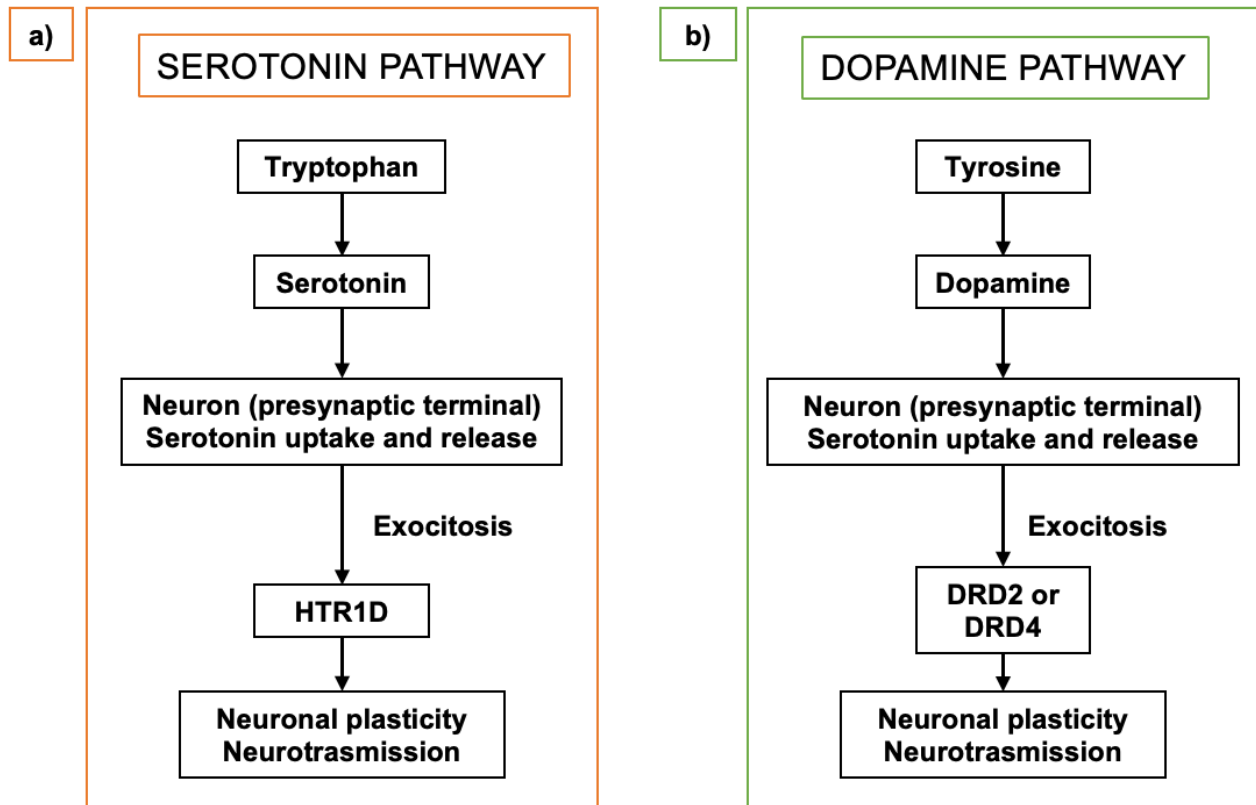 a)
SEROTONIN PATHWAY
Tryptophan
Serotonin
Neuron (presynaptic terminal)
Serotonin uptake and release
Exocitosis
HTR1D
Neuronal plasticity
Neurotrasmission
b)
DOPAMINE PATHWAY
Tyrosine
Dopamine
Neuron (presynaptic terminal)
Serotonin uptake and release
Exocitosis
DRD2 or
DRD4
Neuronal plasticity
Neurotrasmission